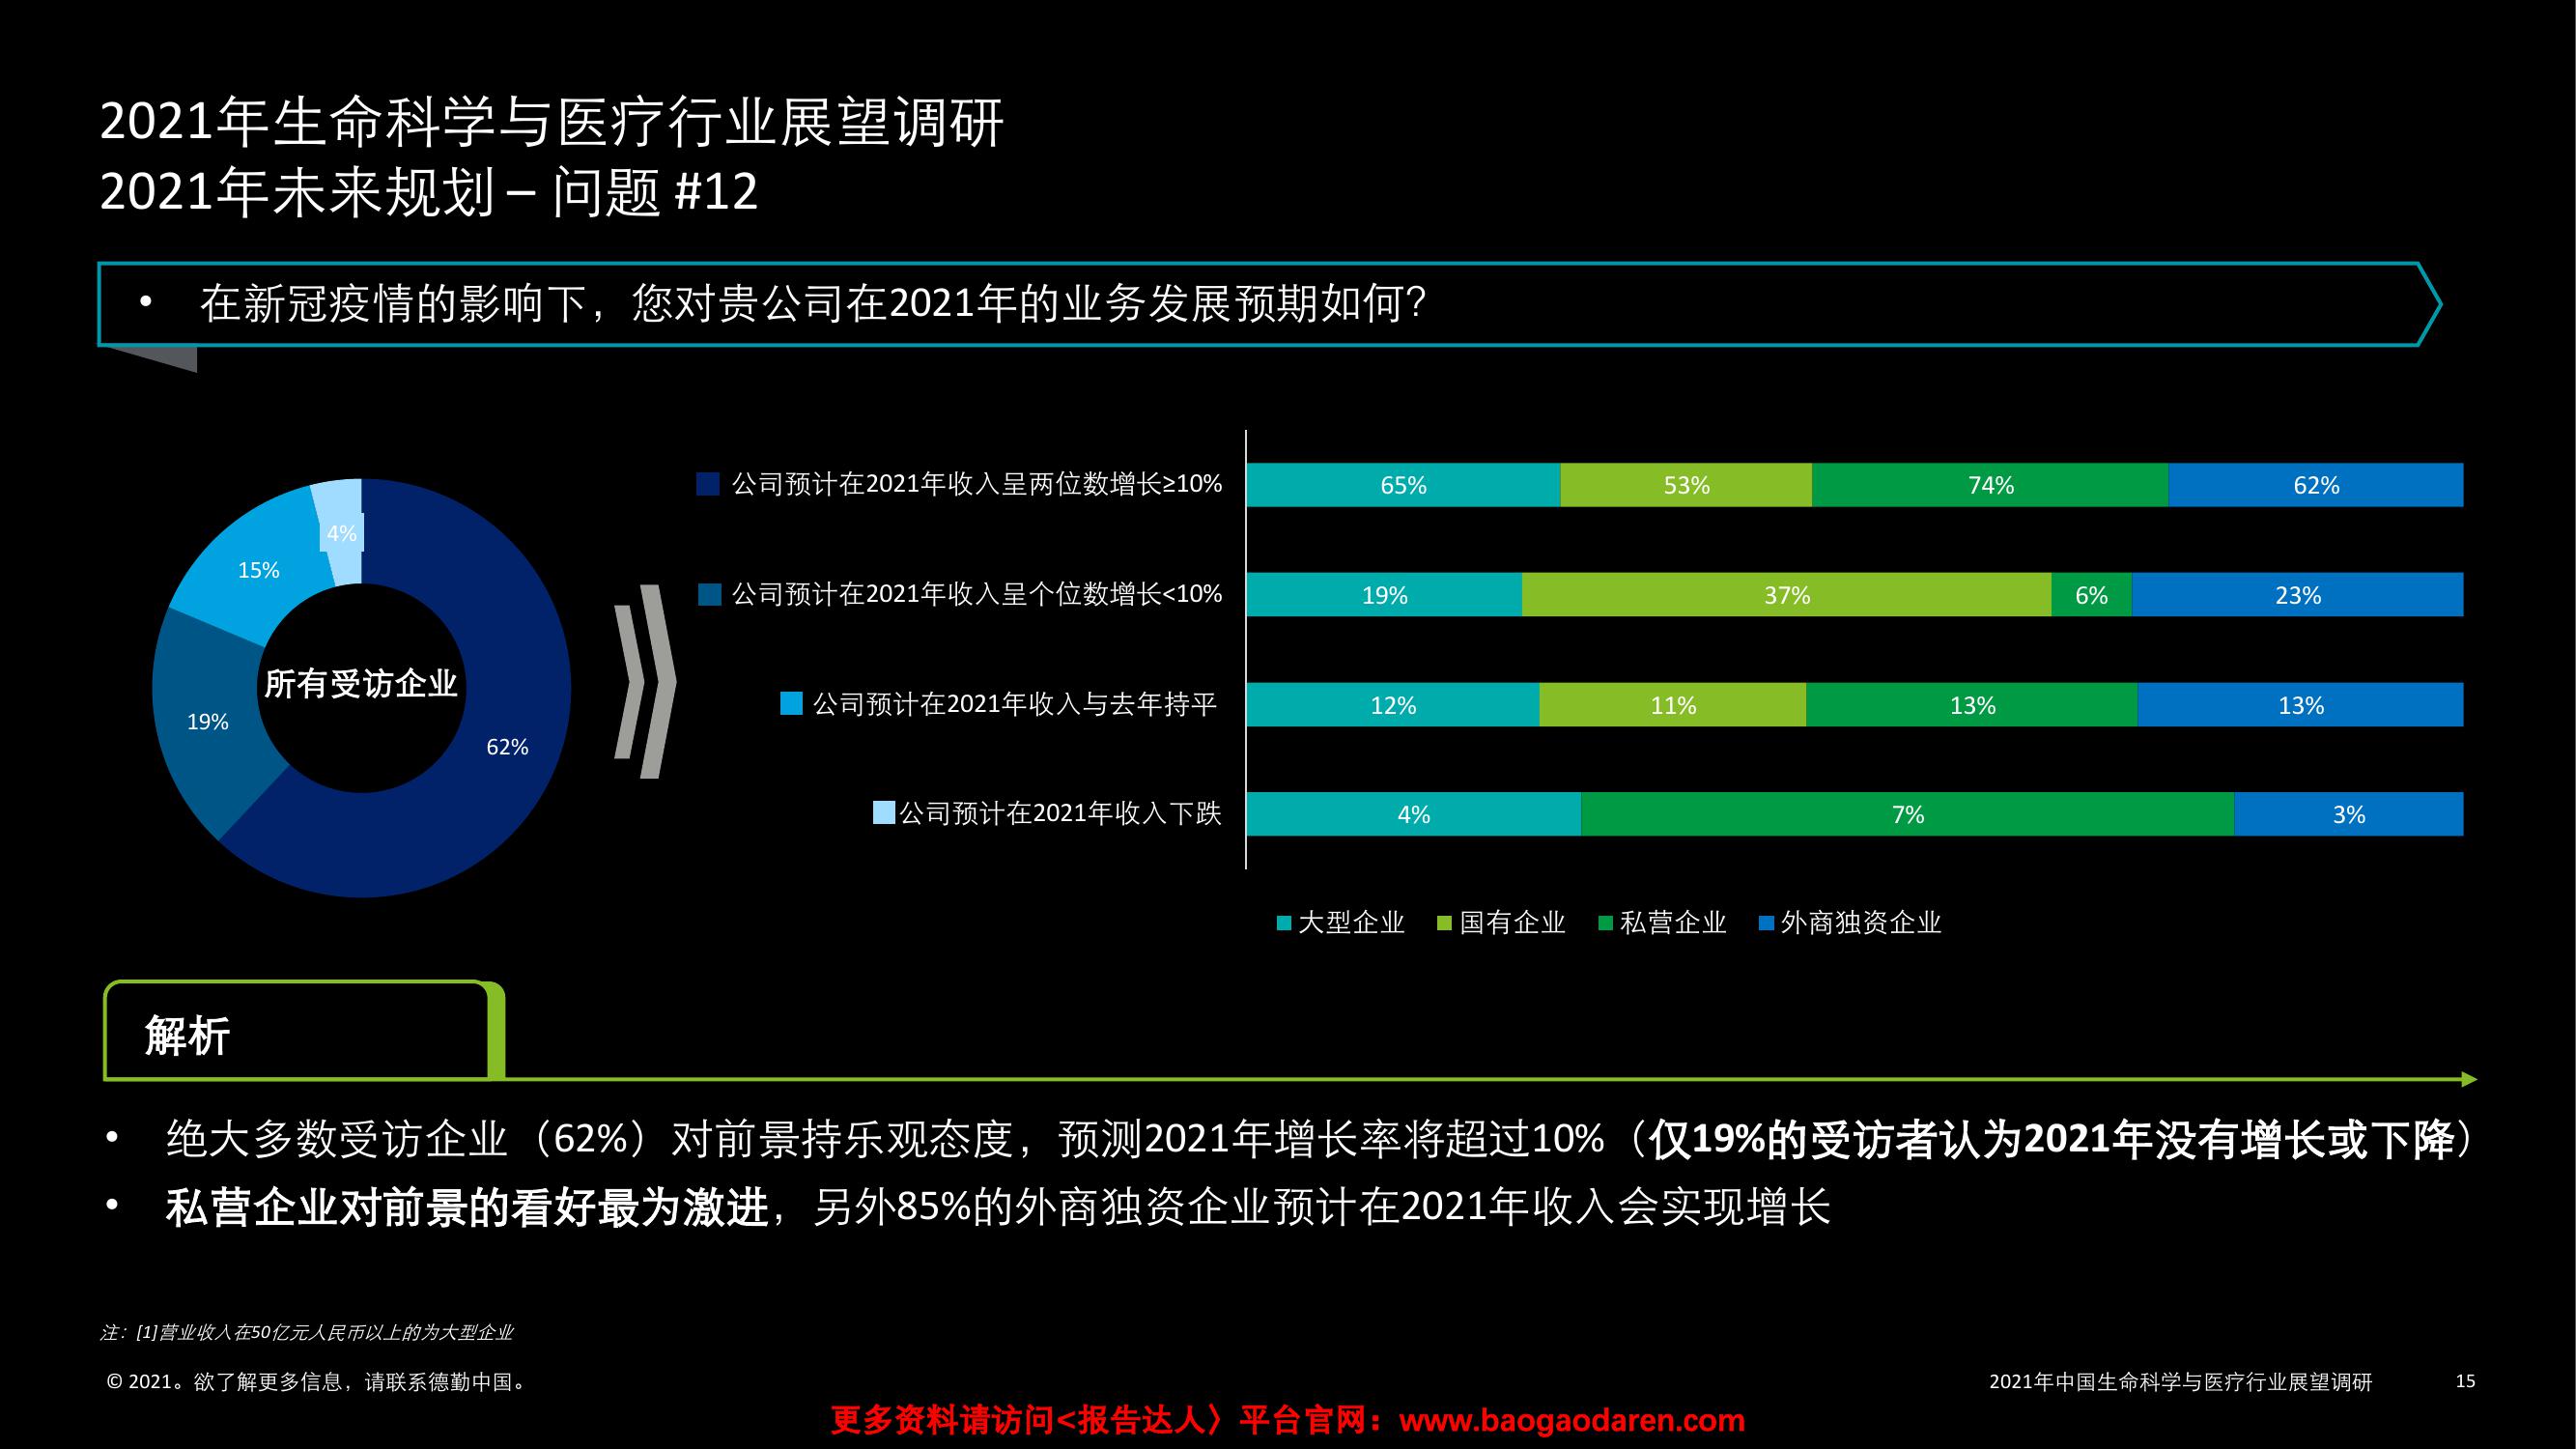 2021年生命科学与医疗行业展望调研
2021年未来规划 – 问题 #12
• 在新冠疫情的影响下，您对贵公司在2021年的业务发展预期如何?
4%
15%
19%
62%
所有受访企业
公司预计在2021年收入呈两位数增长≥10%
65% 53% 74% 62%
公司预计在2021年收入呈个位数增长<10%
19% 37% 6% 23%
公司预计在2021年收入与去年持平
12% 11% 13% 13%
公司预计在2021年收入下跌
4% 7% 3%
大型企业 国有企业 私营企业 外商独资企业
解析
• 绝大多数受访企业（62%）对前景持乐观态度，预测2021年增长率将超过10%（仅19%的受访者认为2021年没有增长或下降）
• 私营企业对前景的看好最为激进，另外85%的外商独资企业预计在2021年收入会实现增长
注：[1]营业收入在50亿元人民币以上的为大型企业
© 2021。欲了解更多信息，请联系德勤中国。
2021年中国生命科学与医疗行业展望调研 15
更多资料请访问<报告达人〉平台官网：www.baogaodaren.com